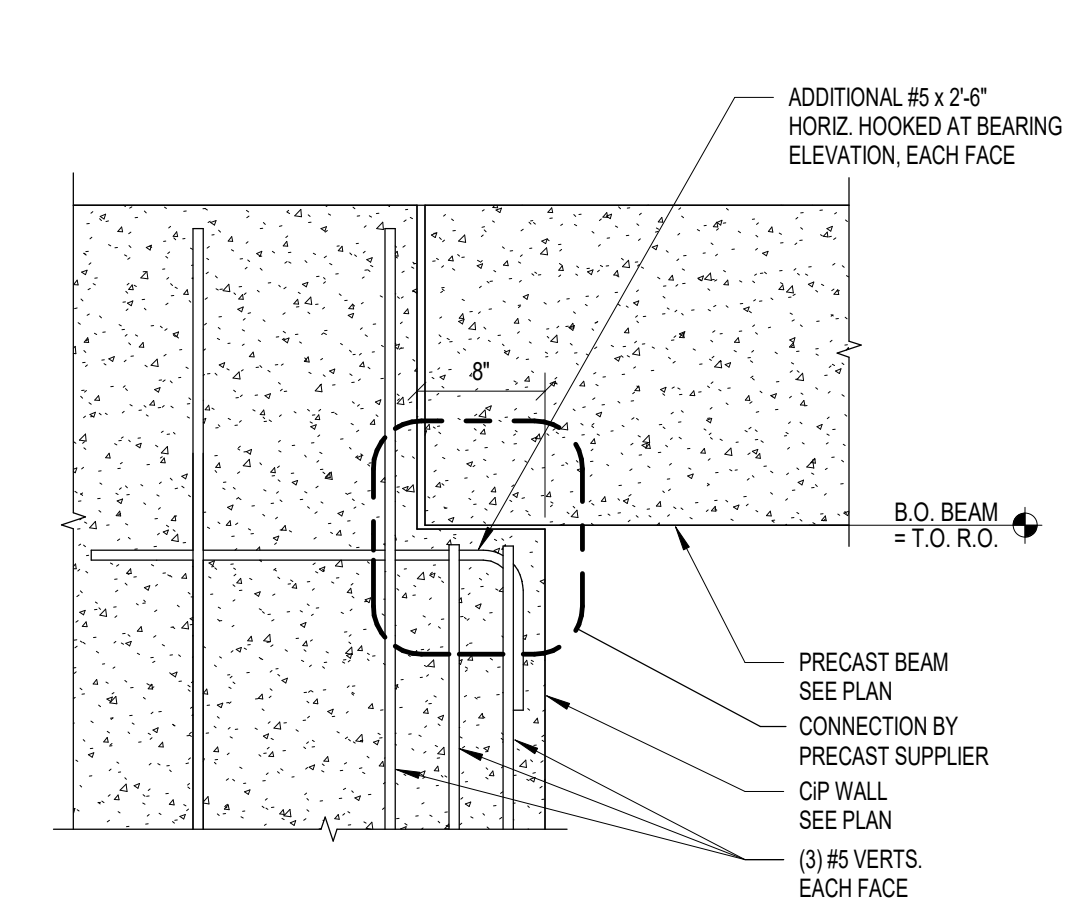 ADDITIONAL #5 x 2'-6"
HORIZ. HOOKED AT BEARING
ELEVATION, EACH FACE
8"
B.O. BEAM
= T.O. R.O.
PRECAST BEAM
SEE PLAN
CONNECTION BY
PRECAST SUPPLIER
CiP WALL
SEE PLAN
(3) #5 VERTS.
EACH FACE